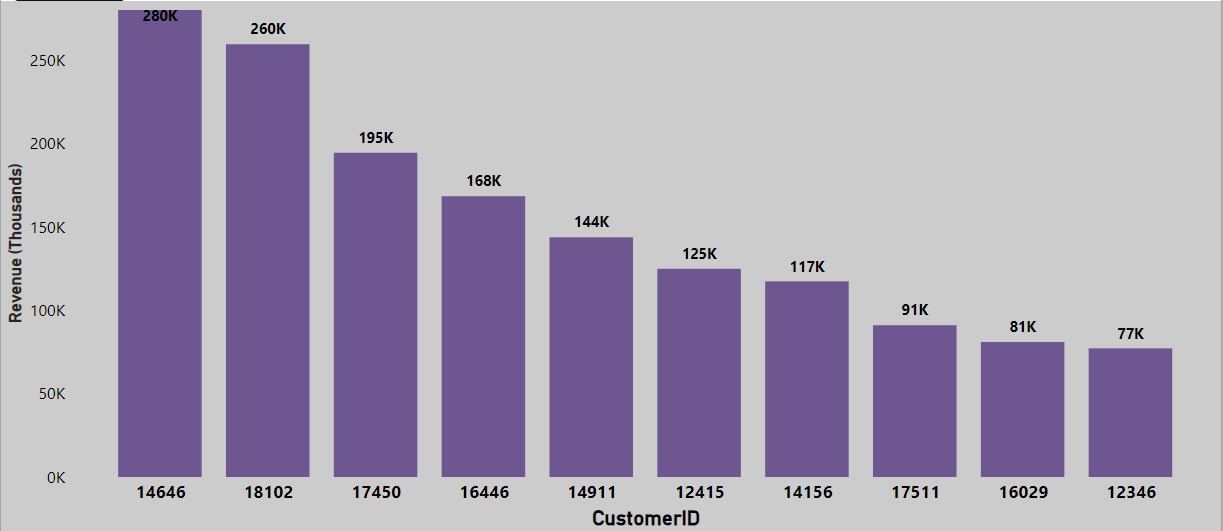 280K
260K
250K
200K
195K
168K
150K
144K
125K
117K
100K
91K
81K
77K
50K
0K
Revenue (Thousands)
14646 18102 17450 16446 14911 12415 14156 17511 16029 12346
CustomerID